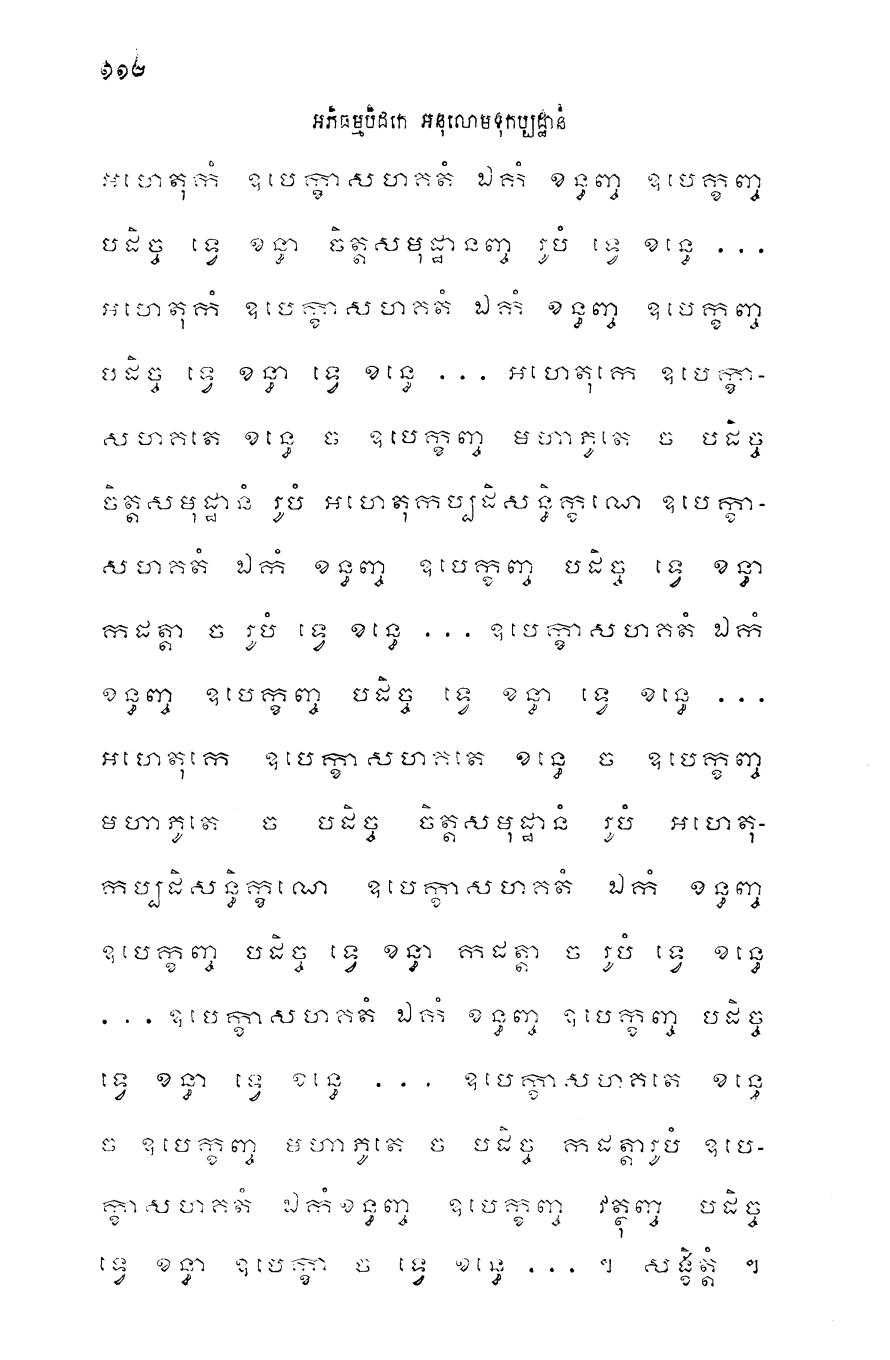 ១១២
អភិធម្មបិដកេ អនុលោមទុកប្បដ្ឋានំ
អហេតុកំ ឧបេក្ខាសហគតំ ឯកំ ខន្ធញ្ច ឧបេក្ខញ្ច
បដិច្ច ទ្វេ ខន្ធា ចិត្តសមុដ្ឋានញ្ច រូបំ ទ្វេ ខន្ធេ ...
អហេតុកំ ឧបេក្ខាសហគតំ ឯកំ ខន្ធញ្ច ឧបេក្ខញ្ច
បដិច្ច ទ្វេ ខន្ធា ទ្វេ ខន្ធេ ... អហេតុកេ ឧបេក្ខា-
សហគតេ ខន្ធេ ច ឧបេក្ខញ្ច មហាភូតេ ច បដិច្ច
ចិត្តសមុដ្ឋានំ រូបំ អហេតុកប្បដិសន្ធិក្ខណេ ឧបេក្ខា-
សហគតំ ឯកំ ខន្ធញ្ច ឧបេក្ខញ្ច បដិច្ច ទ្វេ ខន្ធា
កដត្តា ច រូបំ ទ្វេ ខន្ធេ ... ឧបេក្ខាសហគតំ ឯកំ
ខន្ធញ្ច ឧបេក្ខញ្ច បដិច្ច ទ្វេ ខន្ធា ទ្វេ ខន្ធេ ...
អហេតុកេ ឧបេក្ខាសហគតេ ខន្ធេ ច ឧបេក្ខញ្ច
មហាភូតេ ច បដិច្ច ចិត្តសមុដ្ឋានំ រូបំ អហេតុ-
កប្បដិសន្ធិក្ខណេ ឧបេក្ខាសហគតំ ឯកំ ខន្ធញ្ច
ឧបេក្ខញ្ច បដិច្ច ទ្វេ ខន្ធា កដត្តា ច រូបំ ទ្វេ ខន្ធេ
... ឧបេក្ខាសហគតំ ឯកំ ខន្ធញ្ច ឧបេក្ខញ្ច បដិច្ច
ទ្វេ ខន្ធា ទ្វេ ខន្ធេ ... ឧបេក្ខាសហគតេ ខន្ធេ
ច ឧបេក្ខញ្ច មហាភូតេ ច បដិច្ច កដត្តារូបំ ឧបេ-
ក្ខាសហគតំ ឯកំខន្ធញ្ច ឧបេក្ខញ្ច វត្ថុញ្ច បដិច្ច
ទ្វេ ខន្ធា ឧបេក្ខា ច ទ្វេ ខន្ធេ ... ។ សង្ខិត្តំ ។